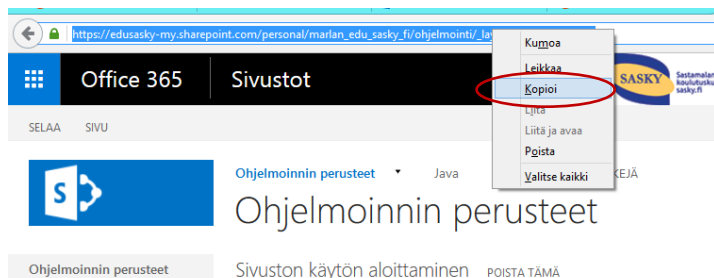 https://edusasky-my.sharepoint.com/personal/marlan_edu_sasky_fi/ohjelmointi/_la
Kumoa
Leikkaa
Kopioi
Liitä
Liitä ja avaa
Poista
Valitse kaikki
Office 365
Sivustot
SASKY
Sastamalan
koulutusku
sasky.fi
SELAA SIVU
S
Ohjelmoinnin perusteet
Java
KEJÄ
Ohjelmoinnin perusteet
Ohjelmoinnin perusteet
Sivuston käytön aloittaminen POISTA TÄMÄ